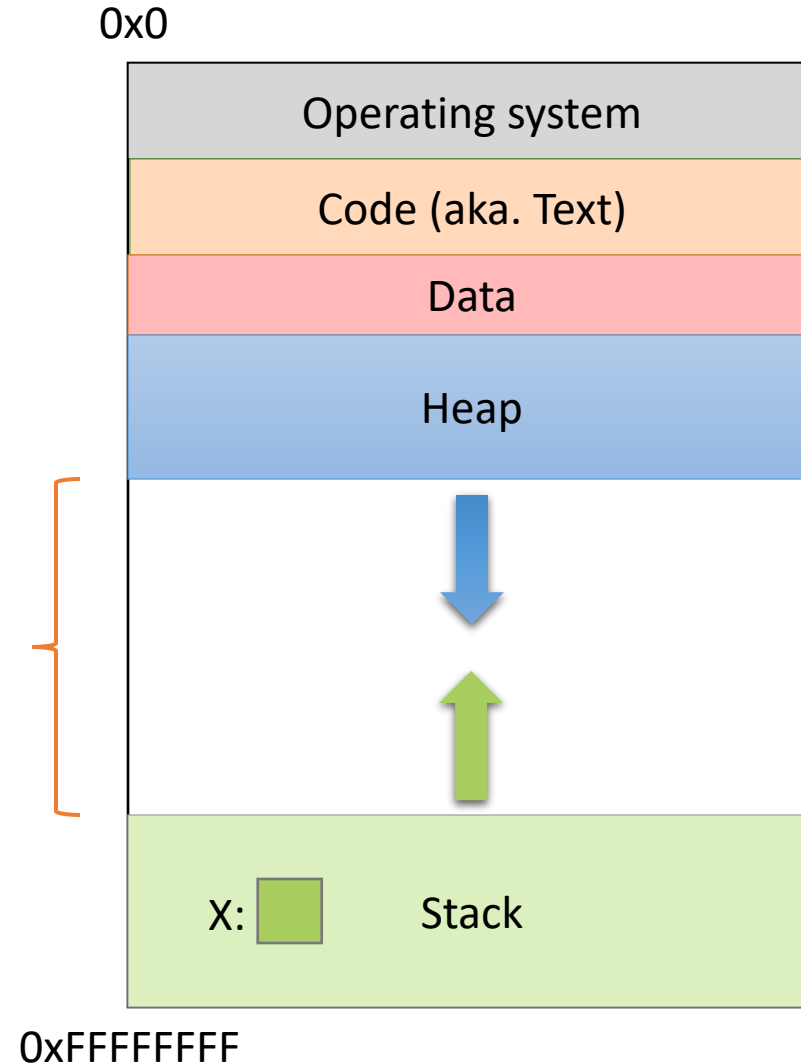 0x0
Operating system
Code (aka. Text)
Data
Heap
X:
Stack
0xFFFFFFFF